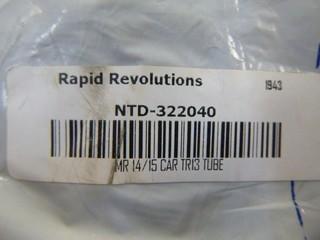 Rapid Revolutions 1943
NTD-322040
MR 14/15 CAR TR13 TUBE